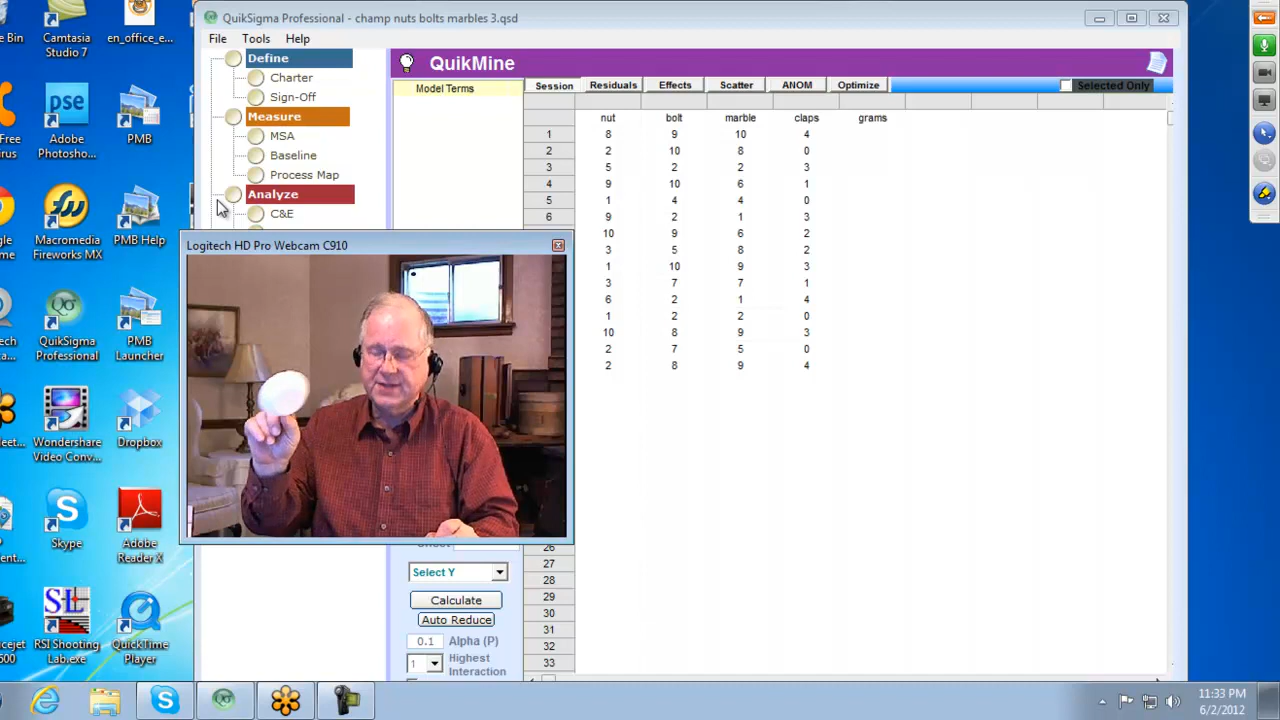 e Bin
Camtasia
Studio 7
en_office_e...
QuikSigma Professional - champ nuts bolts marbles 3.qsd
File Tools Help
Define
Charter
Sign-Off
Measure
MSA
Baseline
Process Map
Analyze
C&E
QuikMine
Model Terms
Session Residuals Effects Scatter ANOM Optimize Selected Only
nut bolt marble claps grams
1 8 9 10 4
2 2 10 8 0
3 5 2 2 3
4 9 10 6 1
5 1 4 4 0
6 9 2 1 3
10 9 6 2
3 5 8 2
1 10 9 3
3 7 7 1
6 2 1 4
1 2 2 0
10 8 9 3
2 7 5 0
2 8 9 4
26
27
28
29
30
31
32
33
Select Y
Calculate
Auto Reduce
0.1 Alpha (P)
1 Highest
Interaction
Logitech HD Pro Webcam C910
pse
Adobe
Photosho...
PMB
Macromedia
Fireworks MX
PMB Help
QuikSigma
Professional
PMB
Launcher
Wondershare
Video Conv...
Dropbox
Skype
Adobe
Reader X
SL
RSI Shooting
Lab.exe
QuickTime
Player
11:33 PM
6/2/2012